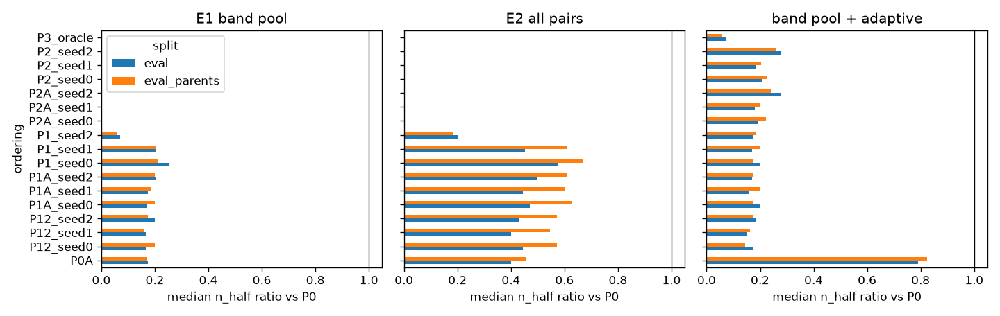 E1 band pool
E2 all pairs
band pool + adaptive
split
eval
eval_parents
ordering
P3_oracle
P2_seed2
P2_seed1
P2_seed0
P2A_seed2
P2A_seed1
P2A_seed0
P1_seed2
P1_seed1
P1_seed0
P1A_seed2
P1A_seed1
P1A_seed0
P12_seed2
P12_seed1
P12_seed0
P0A
0.0 0.2 0.4 0.6 0.8 1.0
0.0 0.2 0.4 0.6 0.8 1.0
0.0 0.2 0.4 0.6 0.8 1.0
median n_half ratio vs P0
median n_half ratio vs P0
median n_half ratio vs P0